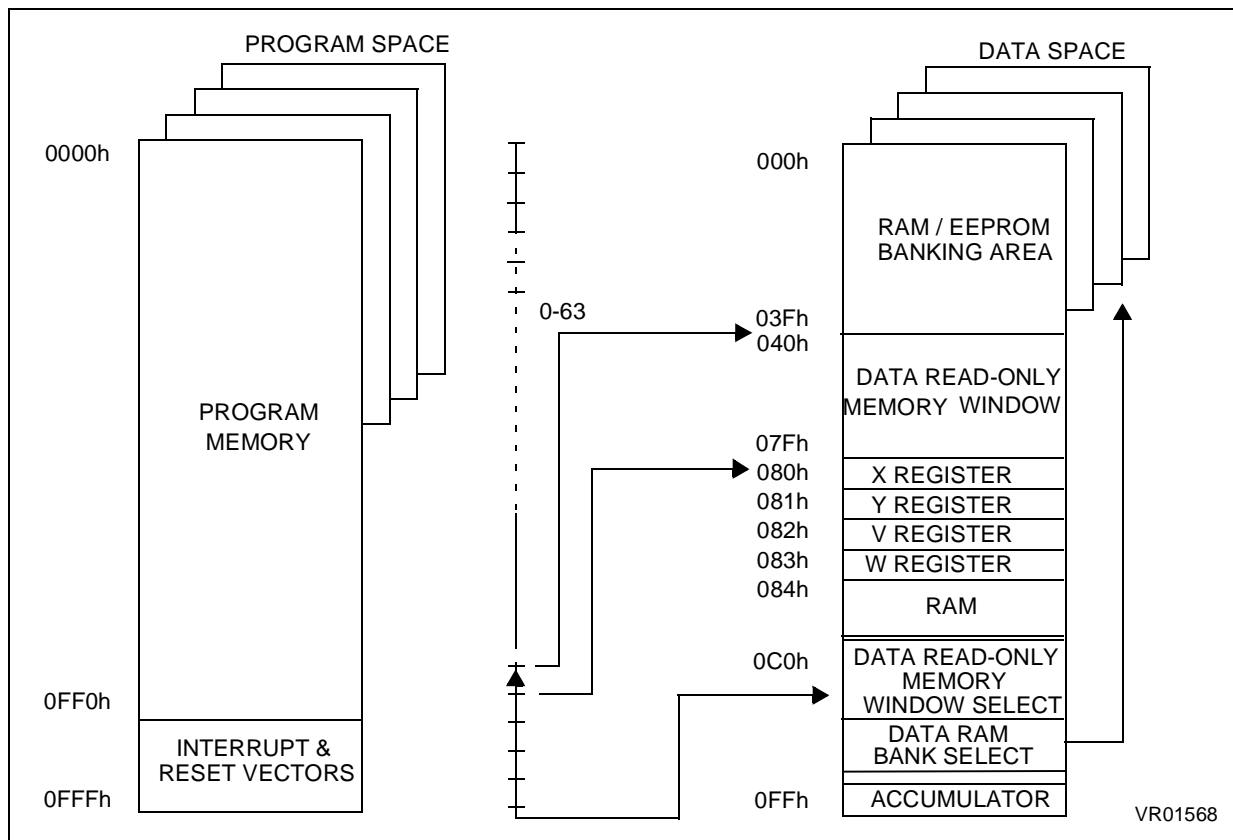 PROGRAM SPACE
0000h
PROGRAM
MEMORY
0FF0h
INTERRUPT &
RESET VECTORS
0FFFh
0-63
DATA SPACE
000h
RAM / EEPROM
BANKING AREA
03Fh
040h
DATA READ-ONLY
MEMORY WINDOW
07Fh
080h
X REGISTER
081h
Y REGISTER
082h
V REGISTER
083h
W REGISTER
084h
RAM
0C0h
DATA READ-ONLY
MEMORY
WINDOW SELECT
DATA RAM
BANK SELECT
0FFh
ACCUMULATOR
VR01568